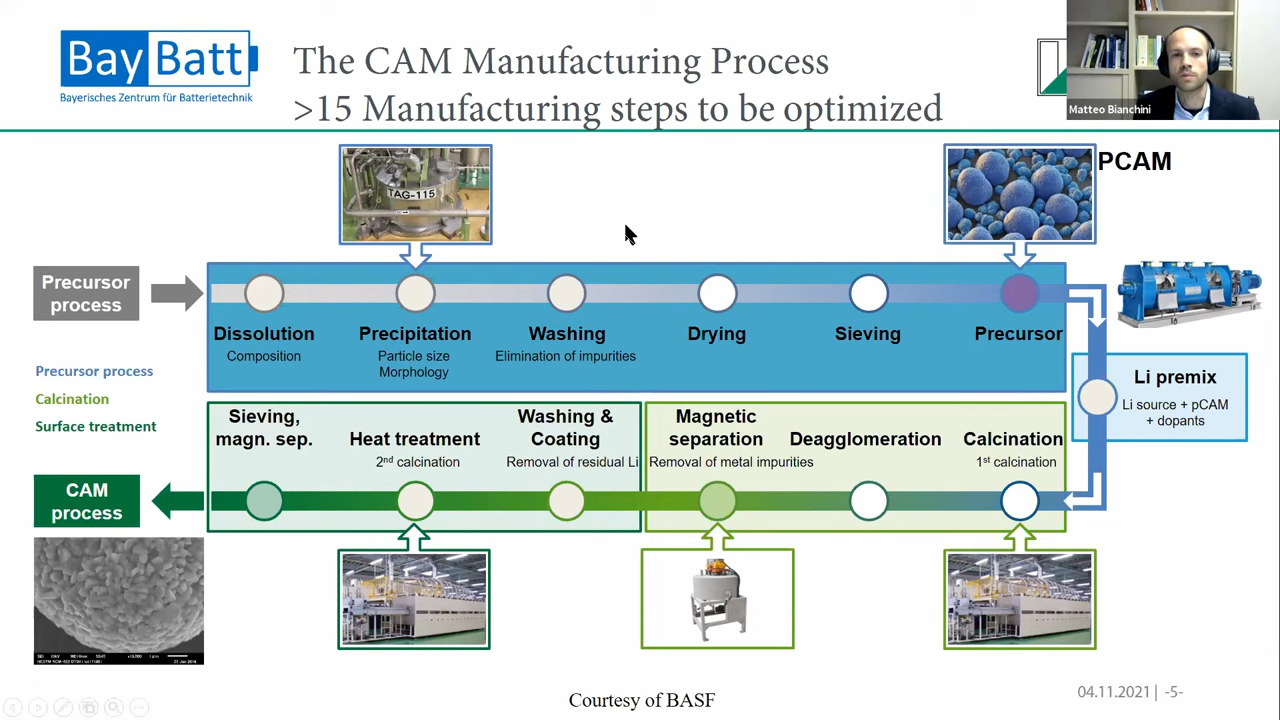 BayBatt
Bayerisches Zentrum für Batterietechnik
The CAM Manufacturing Process
>15 Manufacturing steps to be optimized
Matteo Bianchini
TAG-115
PCAM
Precursor
process
Dissolution
Composition
Precipitation
Particle size
Morphology
Washing
Elimination of impurities
Drying
Sieving
Precursor
Li premix
Li source + pCAM
+ dopants
Precursor process
Calcination
Surface treatment
Sieving,
magn. sep.
Heat treatment
2nd calcination
Washing &
Coating
Removal of residual Li
Magnetic
separation
Removal of metal impurities
Deagglomeration
Calcination
1st calcination
CAM
process
Courtesy of BASF
04.11.2021 | -5-